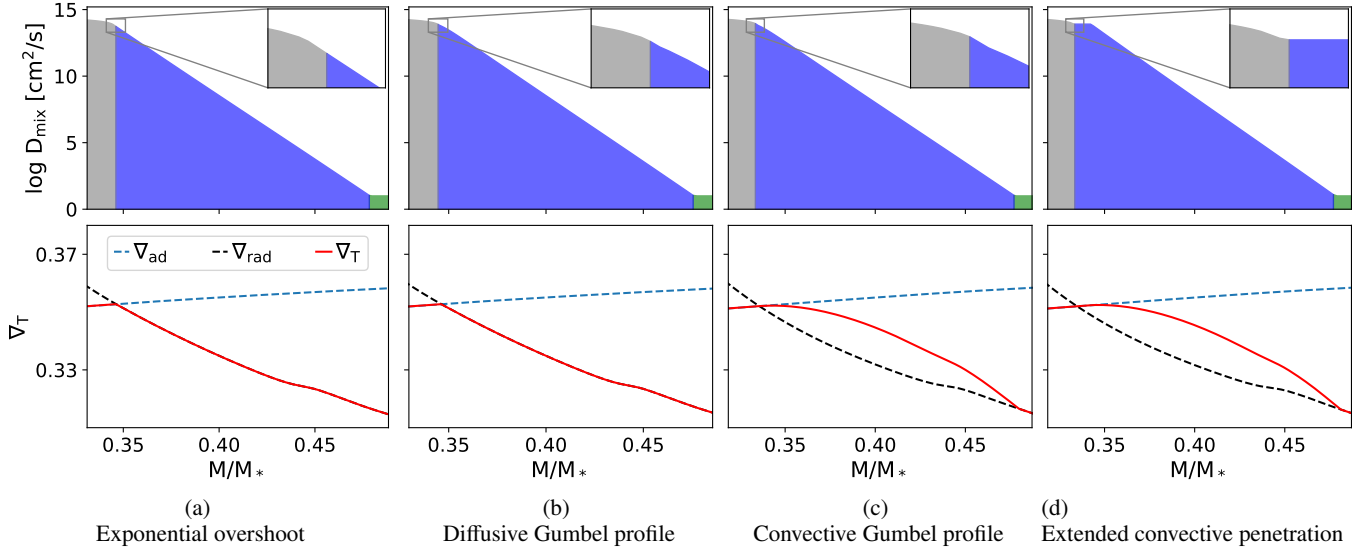 15
10
5
0
log D_mix [cm²/s]
0.37
0.33
∇_T
∇_ad ∇_rad ∇_T
0.35 0.40 0.45 0.35 0.40 0.45 0.35 0.40 0.45 0.35 0.40 0.45
M/M_* M/M_* M/M_* M/M_*
(a) (b) (c) (d)
Exponential overshoot Diffusive Gumbel profile Convective Gumbel profile Extended convective penetration